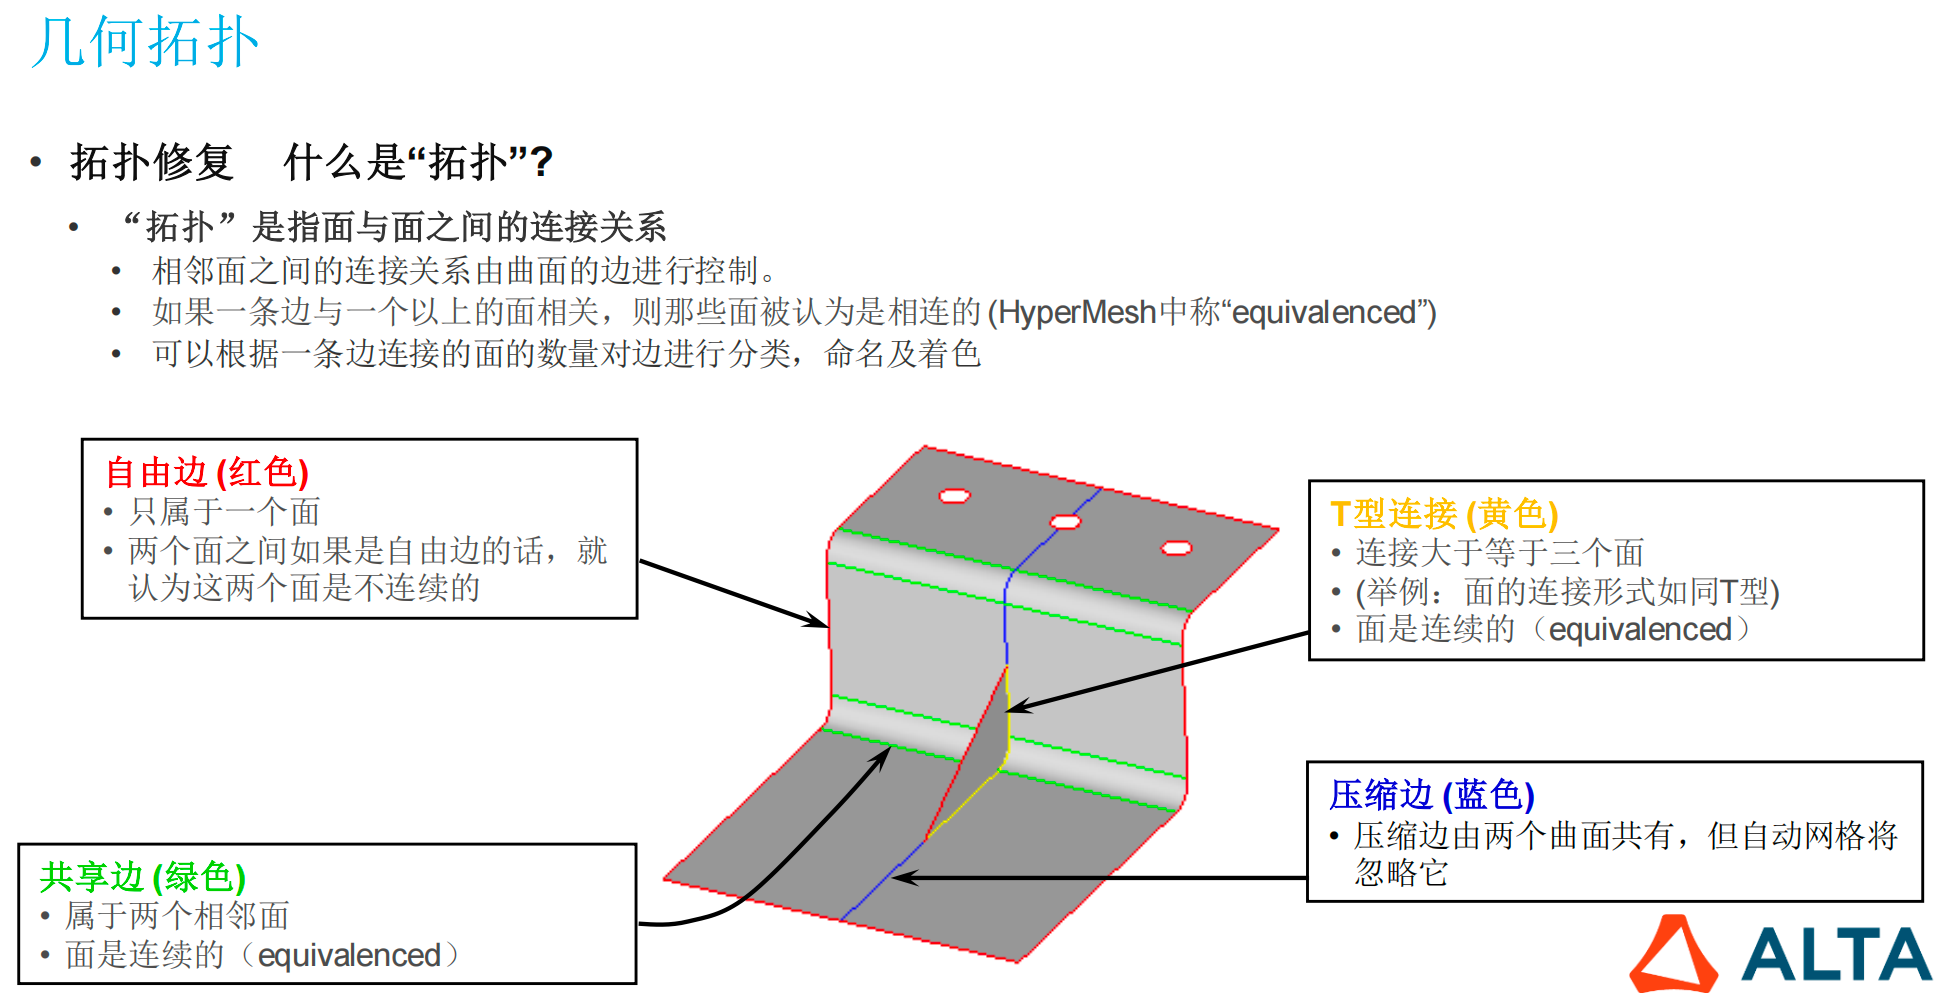 几何拓扑
• 拓扑修复 什么是“拓扑”?
• “拓扑”是指面与面之间的连接关系
• 相邻面之间的连接关系由曲面的边进行控制。
• 如果一条边与一个以上的面相关，则那些面被认为是相连的 (HyperMesh中称“equivalenced”)
• 可以根据一条边连接的面的数量对边进行分类，命名及着色
自由边 (红色)
• 只属于一个面
• 两个面之间如果是自由边的话，就
认为这两个面是不连续的
T型连接 (黄色)
• 连接大于等于三个面
• (举例：面的连接形式如同T型)
• 面是连续的（equivalenced）
压缩边 (蓝色)
• 压缩边由两个曲面共有，但自动网格将
忽略它
共享边 (绿色)
• 属于两个相邻面
• 面是连续的（equivalenced）
ALTA